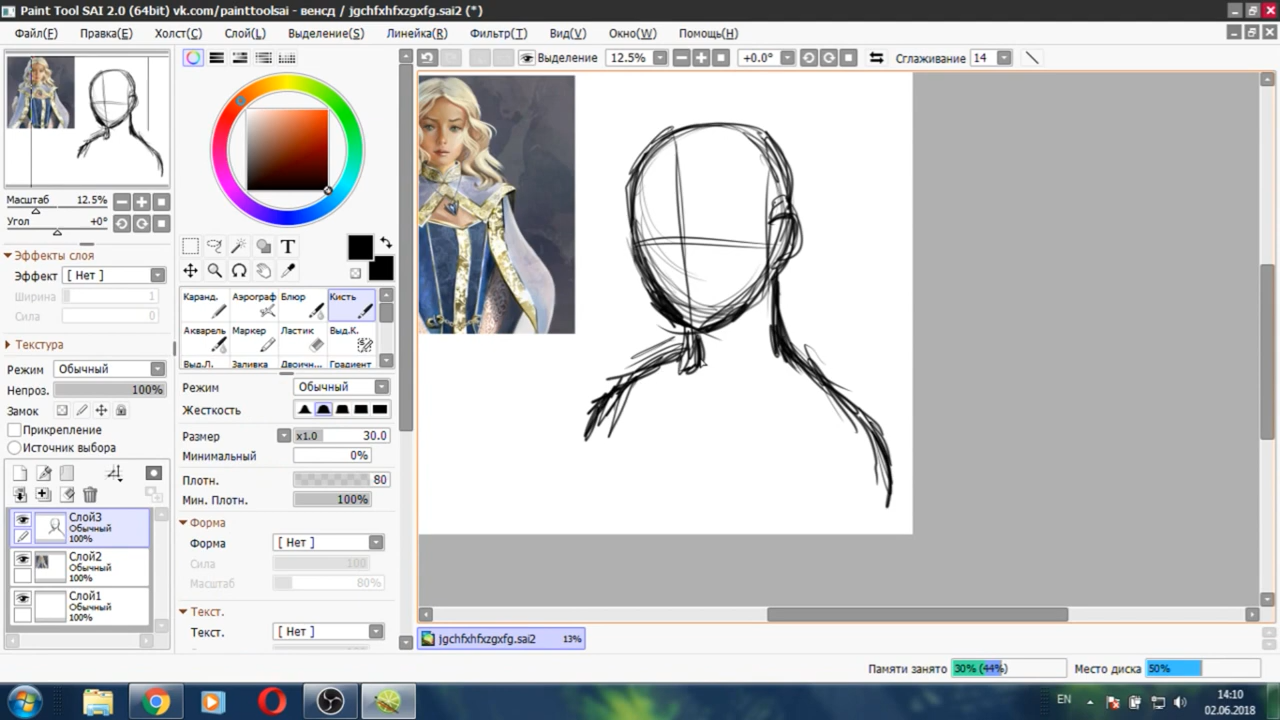 Paint Tool SAI 2.0 (64bit) vk.com/painttoolsai - венсд / jgchfxhfxzgxfg.sai2 (*)
Файл(F) Правка(E) Холст(C) Слой(L) Выделение(S) Линейка(R) Фильтр(T) Вид(V) Окно(W) Помощь(H)
Выделение 12.5% +0.0° Сглаживание 14
Масштаб 12.5%
Угол +0°
Эффекты слоя
Эффект [ Нет ]
Ширина 1
Сила 0
Текстура
Режим Обычный
Непроз. 100%
Замок
Прикрепление
Источник выбора
Слой3
Обычный
100%
Слой2
Обычный
100%
Слой1
Обычный
100%
T
Каранд. Аэрограф Блюр Кисть
Акварель Маркер Ластик Выд.К.
Выд.Л. Заливка Двоичн... Градиент
Режим Обычный
Жесткость
Размер x1.0 30.0
Минимальный 0%
Плотн. 80
Мин. Плотн. 100%
Форма
Форма [ Нет ]
Сила 100
Масштаб 80%
Текст.
Текст. [ Нет ]
jgchfxhfxzgxfg.sai2 13%
Памяти занято 30% (44%) Место диска 50%
EN 14:10
02.06.2018